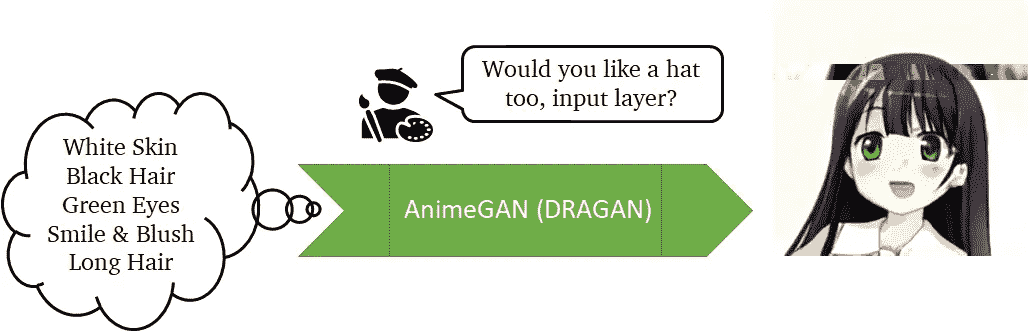 White Skin
Black Hair
Green Eyes
Smile & Blush
Long Hair
Would you like a hat
too, input layer?
AnimeGAN (DRAGAN)